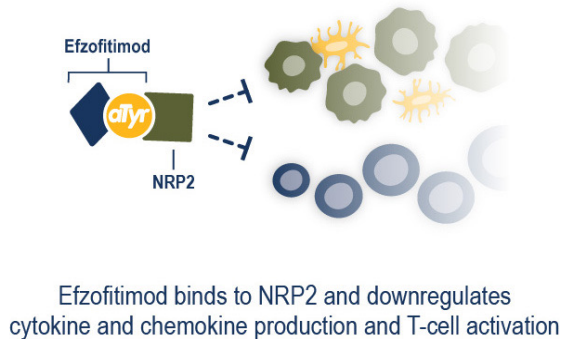 Efzofitimod
aTyr
NRP2
Efzofitimod binds to NRP2 and downregulates
cytokine and chemokine production and T-cell activation